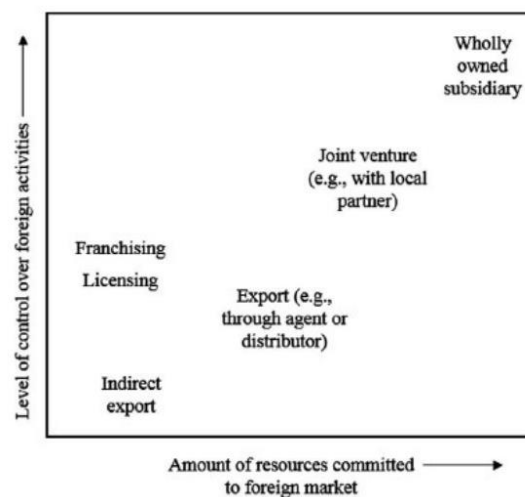 Level of control over foreign activities
Wholly
owned
subsidiary
Joint venture
(e.g., with local
partner)
Franchising
Licensing
Export (e.g.,
through agent or
distributor)
Indirect
export
Amount of resources committed
to foreign market